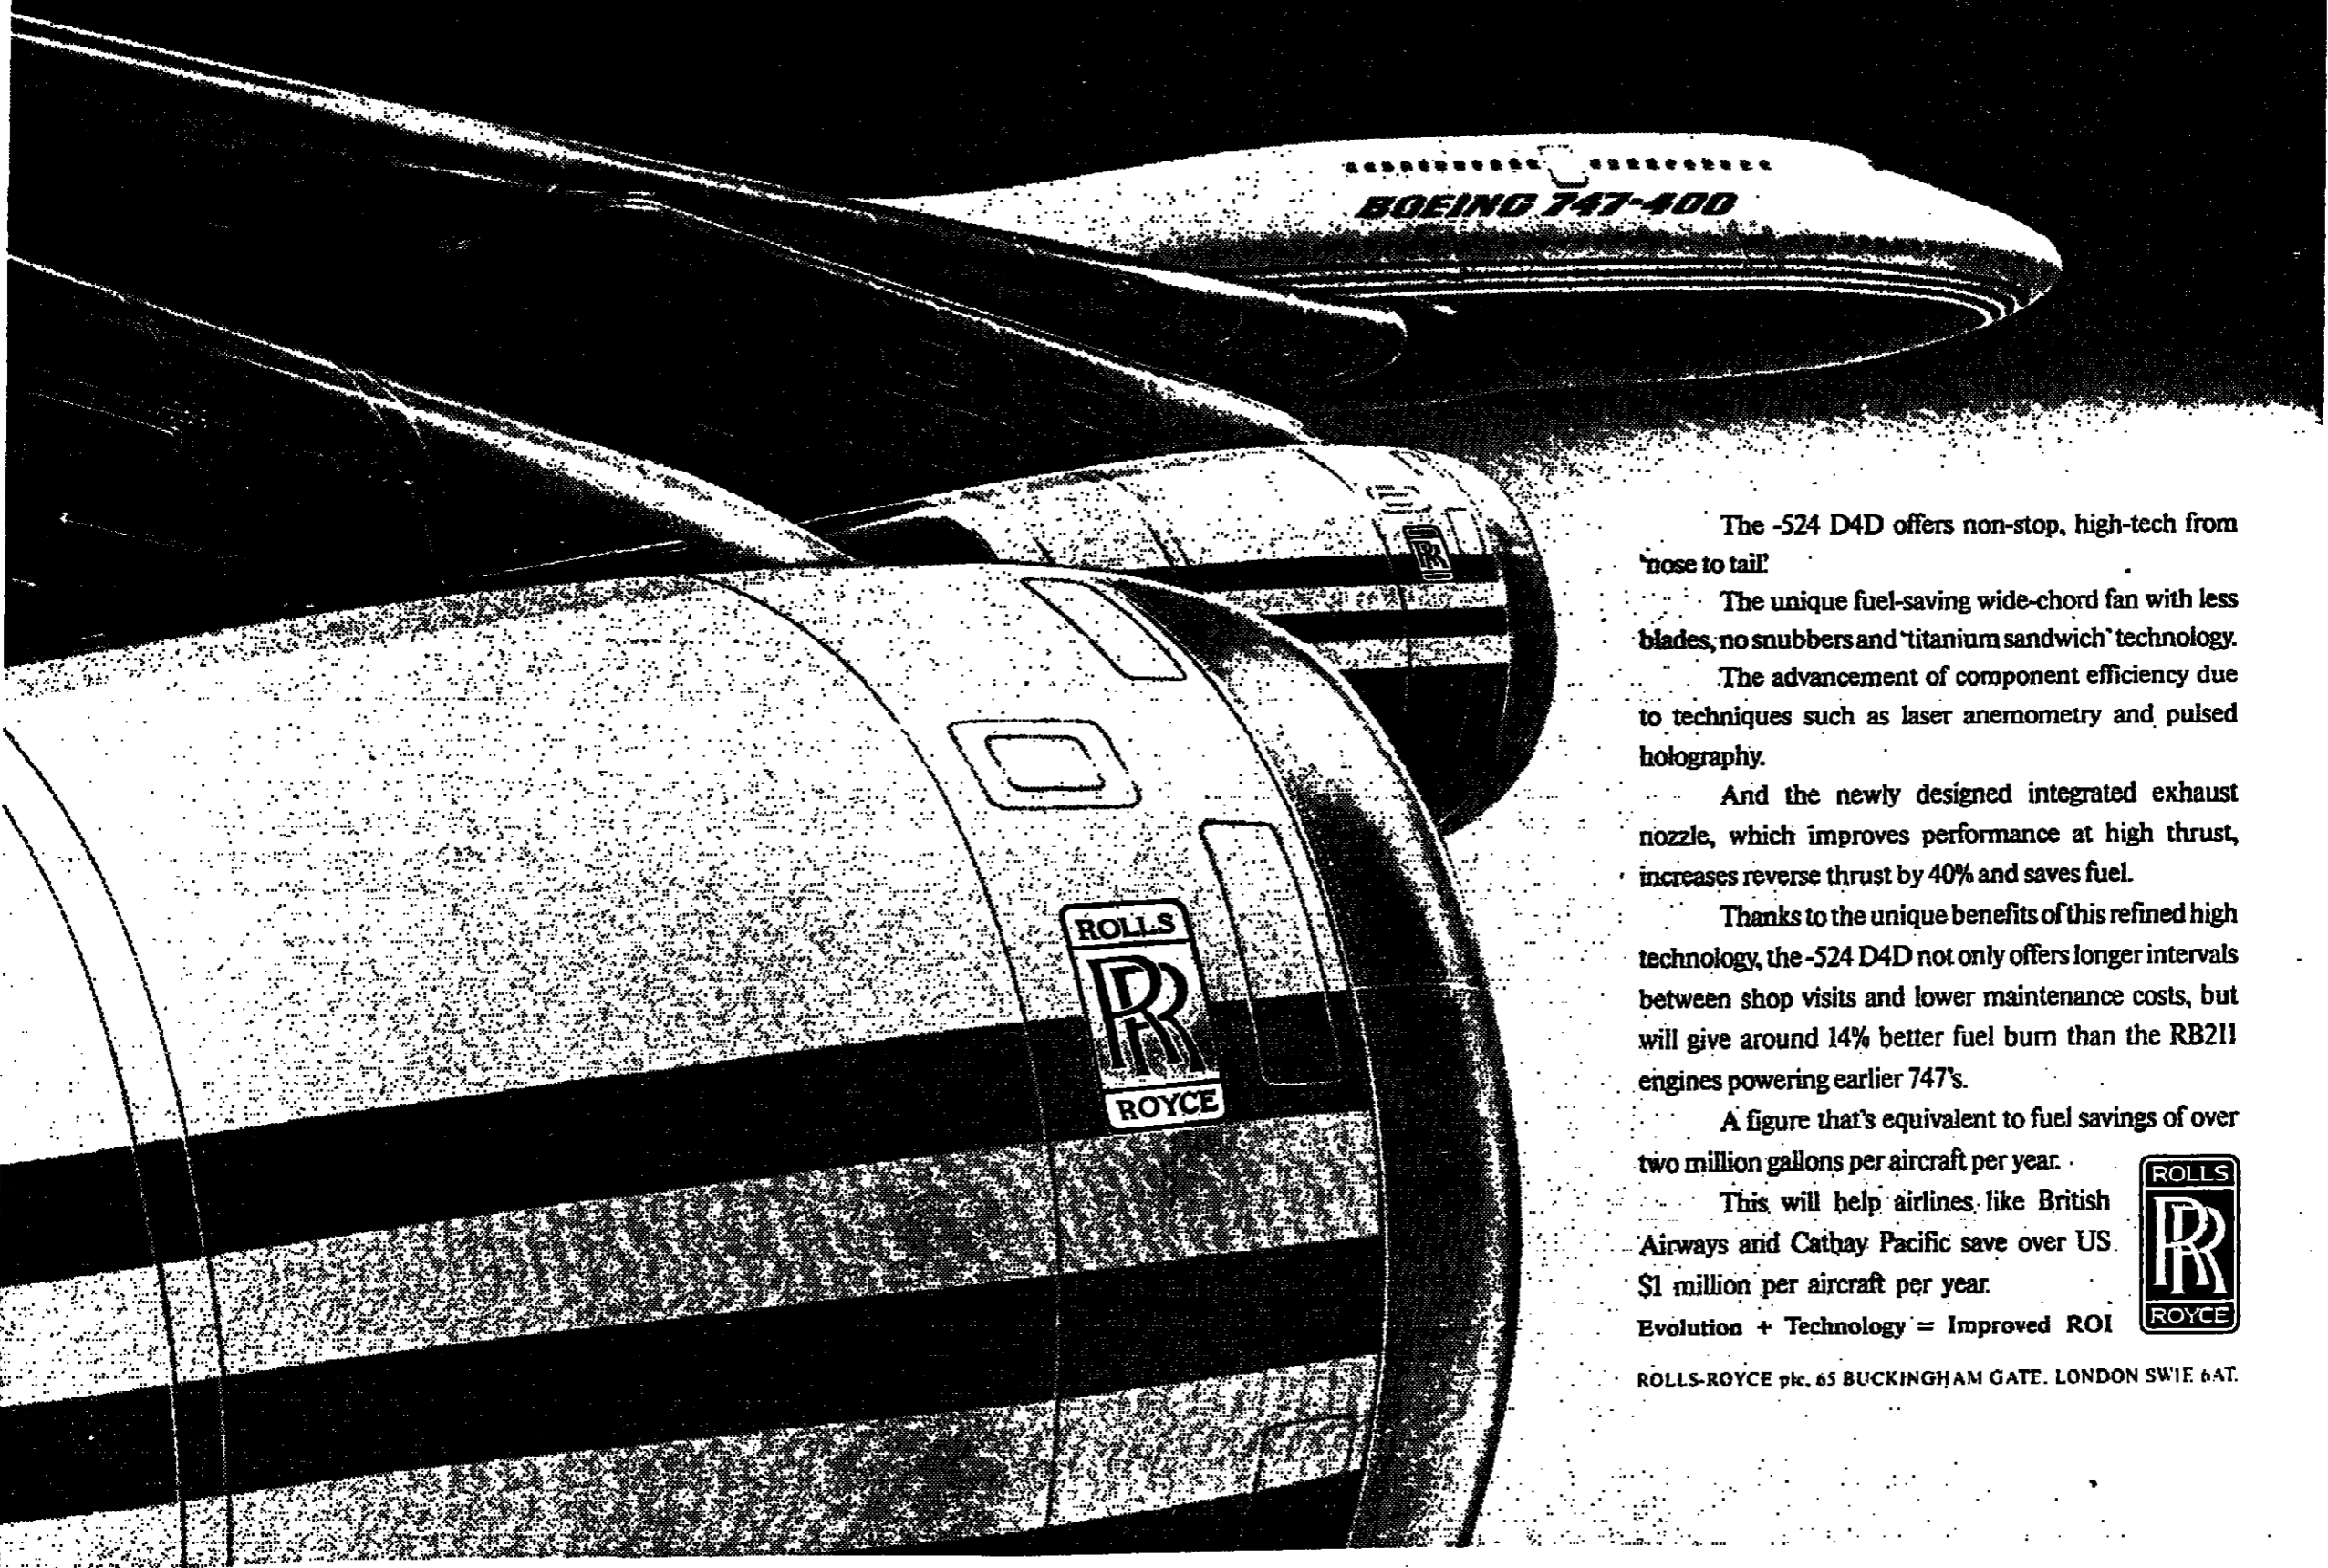 BOEING 747-400
The -524 D4D offers non-stop, high-tech from
'nose to tail'.
The unique fuel-saving wide-chord fan with less
blades, no snubbers and 'titanium sandwich' technology.
The advancement of component efficiency due
to techniques such as laser anemometry and pulsed
holography.
And the newly designed integrated exhaust
nozzle, which improves performance at high thrust,
increases reverse thrust by 40% and saves fuel.
Thanks to the unique benefits of this refined high
technology, the -524 D4D not only offers longer intervals
between shop visits and lower maintenance costs, but
will give around 14% better fuel burn than the RB211
engines powering earlier 747's.
A figure that's equivalent to fuel savings of over
two million gallons per aircraft per year.
This will help airlines like British
Airways and Cathay Pacific save over US
$1 million per aircraft per year.
Evolution + Technology = Improved ROI
ROLLS-ROYCE plc, 65 BUCKINGHAM GATE, LONDON SW1E 6AT.
ROLLS
RR
ROYCE
ROLLS
RR
ROYCE
RR